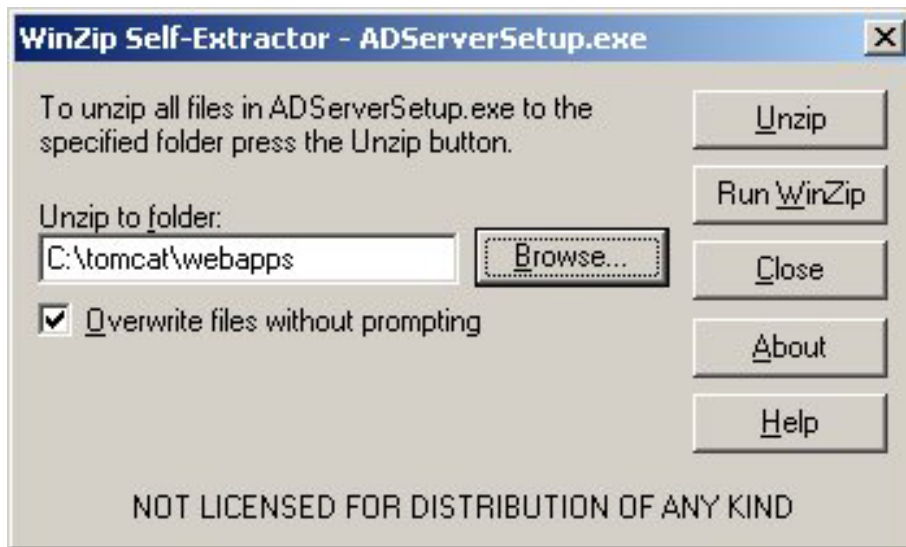 WinZip Self-Extractor - ADServerSetup.exe
To unzip all files in ADServerSetup.exe to the
specified folder press the Unzip button.
Unzip
Run WinZip
Unzip to folder:
C:\tomcat\webapps
Browse...
Close
Overwrite files without prompting
About
Help
NOT LICENSED FOR DISTRIBUTION OF ANY KIND